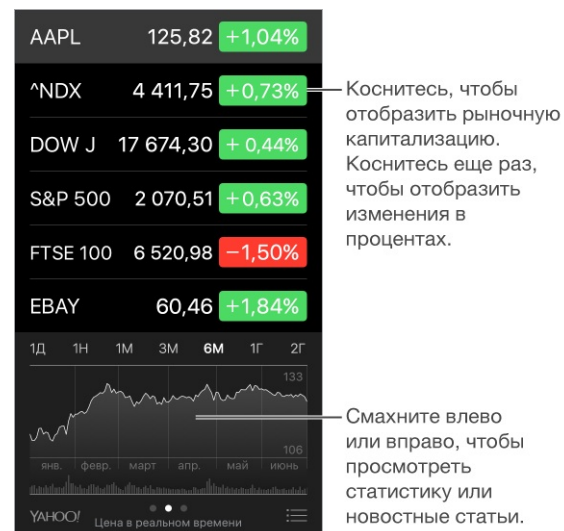 AAPL 125,82 +1,04%
^NDX 4 411,75 +0,73%
DOW J 17 674,30 + 0,44%
S&P 500 2 070,51 +0,63%
FTSE 100 6 520,98 −1,50%
EBAY 60,46 +1,84%
1Д 1Н 1М 3М 6М 1Г 2Г
133
106
янв. февр. март апр. май июнь
YAHOO!
Цена в реальном времени
Коснитесь, чтобы
отобразить рыночную
капитализацию.
Коснитесь еще раз,
чтобы отобразить
изменения в
процентах.
Смахните влево
или вправо, чтобы
просмотреть
статистику или
новостные статьи.